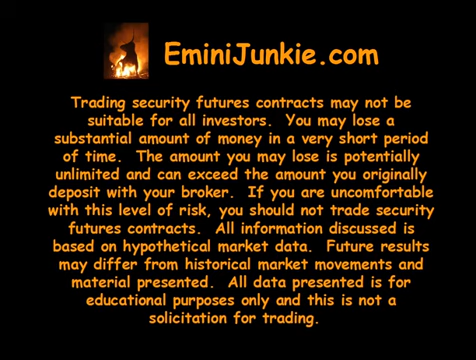 EminiJunkie.com
Trading security futures contracts may not be
suitable for all investors. You may lose a
substantial amount of money in a very short period
of time. The amount you may lose is potentially
unlimited and can exceed the amount you originally
deposit with your broker. If you are uncomfortable
with this level of risk, you should not trade security
futures contracts. All information discussed is
based on hypothetical market data. Future results
may differ from historical market movements and
material presented. All data presented is for
educational purposes only and this is not a
solicitation for trading.